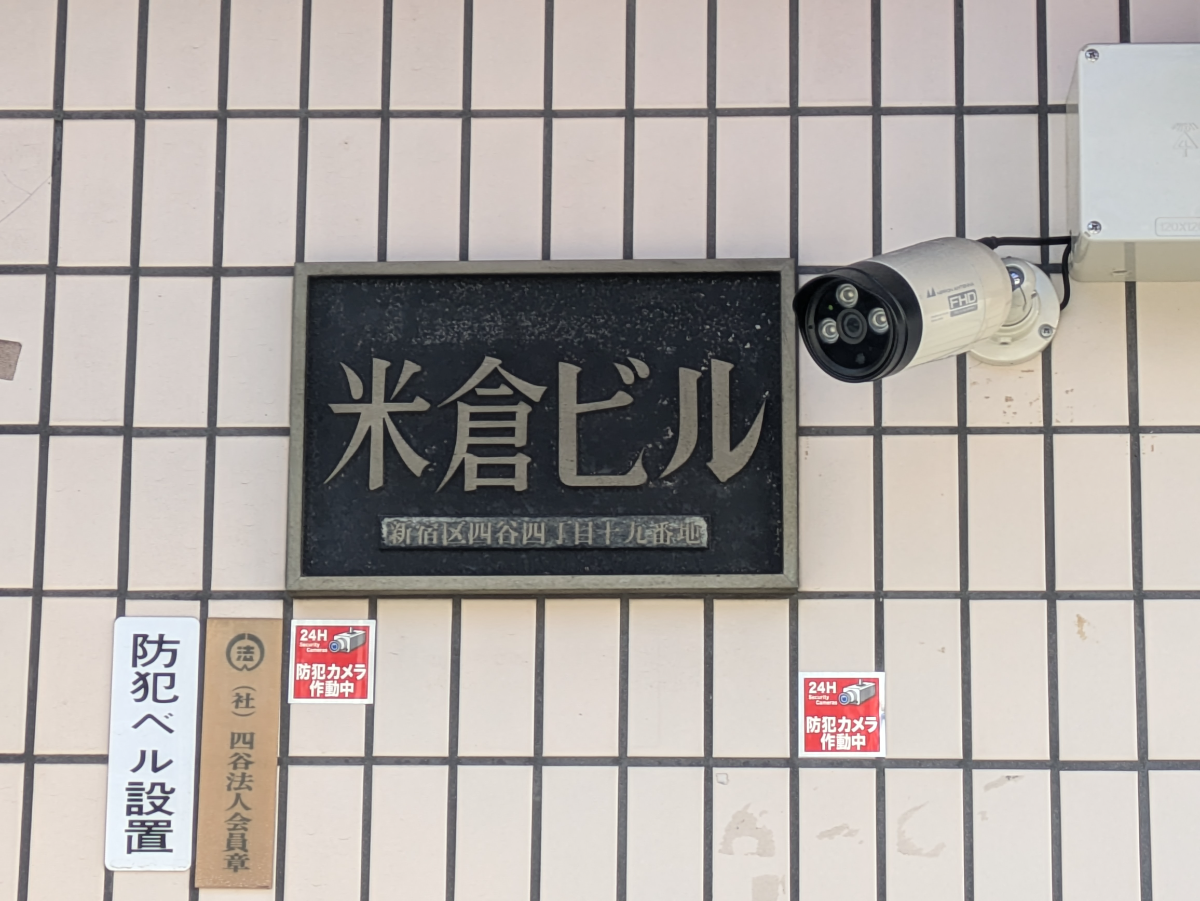 米倉ビル
新宿区四谷四丁目十九番地
FHD
防犯ベル設置
法人
(社)四谷法人会員章
24H
Security
Cameras
防犯カメラ
作動中
24H
Security
Cameras
防犯カメラ
作動中